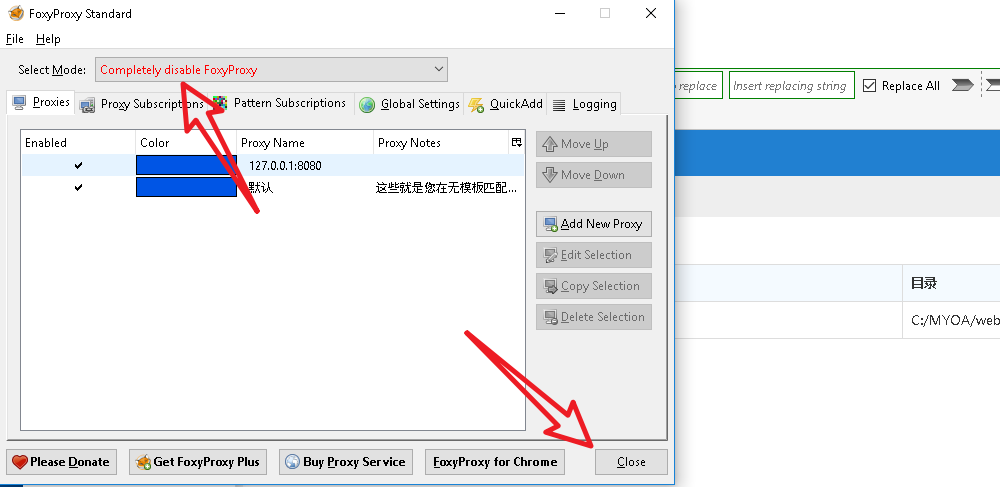 FoxyProxy Standard
File Help
Select Mode: Completely disable FoxyProxy
replace Insert replacing string Replace All
Proxies Proxy Subscriptions Pattern Subscriptions Global Settings QuickAdd Logging
Enabled Color Proxy Name Proxy Notes
127.0.0.1:8080
默认 这些就是您在无模板匹配...
Move Up
Move Down
Add New Proxy
Edit Selection
Copy Selection
Delete Selection
目录
C:/MYOA/web
Please Donate Get FoxyProxy Plus Buy Proxy Service FoxyProxy for Chrome Close